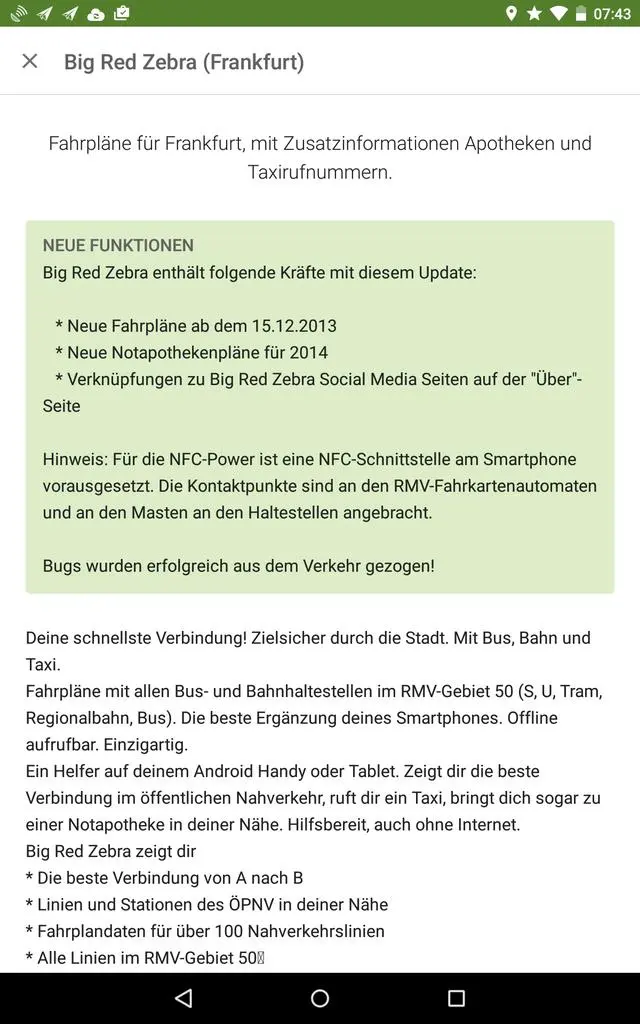 07:43
Big Red Zebra (Frankfurt)
Fahrpläne für Frankfurt, mit Zusatzinformationen Apotheken und
Taxirufnummern.
NEUE FUNKTIONEN
Big Red Zebra enthält folgende Kräfte mit diesem Update:
* Neue Fahrpläne ab dem 15.12.2013
* Neue Notapothekenpläne für 2014
* Verknüpfungen zu Big Red Zebra Social Media Seiten auf der "Über"-
Seite
Hinweis: Für die NFC-Power ist eine NFC-Schnittstelle am Smartphone
vorausgesetzt. Die Kontaktpunkte sind an den RMV-Fahrkartenautomaten
und an den Masten an den Haltestellen angebracht.
Bugs wurden erfolgreich aus dem Verkehr gezogen!
Deine schnellste Verbindung! Zielsicher durch die Stadt. Mit Bus, Bahn und
Taxi.
Fahrpläne mit allen Bus- und Bahnhaltestellen im RMV-Gebiet 50 (S, U, Tram,
Regionalbahn, Bus). Die beste Ergänzung deines Smartphones. Offline
aufrufbar. Einzigartig.
Ein Helfer auf deinem Android Handy oder Tablet. Zeigt dir die beste
Verbindung im öffentlichen Nahverkehr, ruft dir ein Taxi, bringt dich sogar zu
einer Notapotheke in deiner Nähe. Hilfsbereit, auch ohne Internet.
Big Red Zebra zeigt dir
* Die beste Verbindung von A nach B
* Linien und Stationen des ÖPNV in deiner Nähe
* Fahrplandaten für über 100 Nahverkehrslinien
* Alle Linien im RMV-Gebiet 50